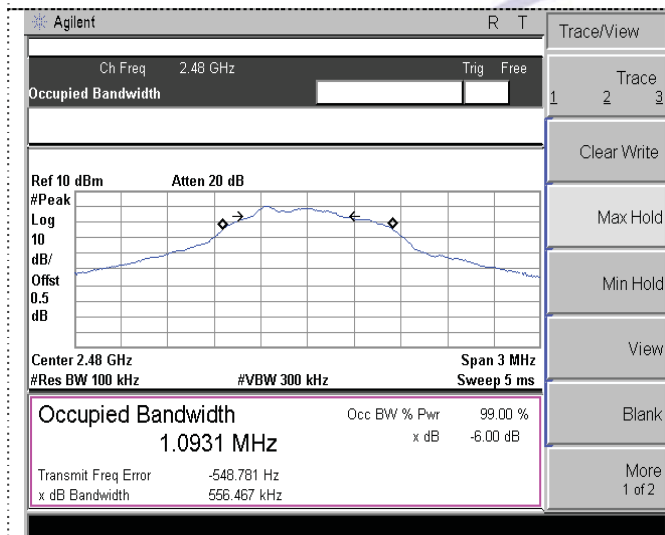 Agilent R T
Trace/View
Ch Freq 2.48 GHz Trig Free
Occupied Bandwidth
Trace
1 2 3
Clear Write
Max Hold
Min Hold
View
Blank
More
1 of 2
Ref 10 dBm Atten 20 dB
#Peak
Log
10
dB/
Offst
0.5
dB
Center 2.48 GHz Span 3 MHz
#Res BW 100 kHz #VBW 300 kHz Sweep 5 ms
Occupied Bandwidth Occ BW % Pwr 99.00 %
1.0931 MHz x dB -6.00 dB
Transmit Freq Error -548.781 Hz
x dB Bandwidth 556.467 kHz